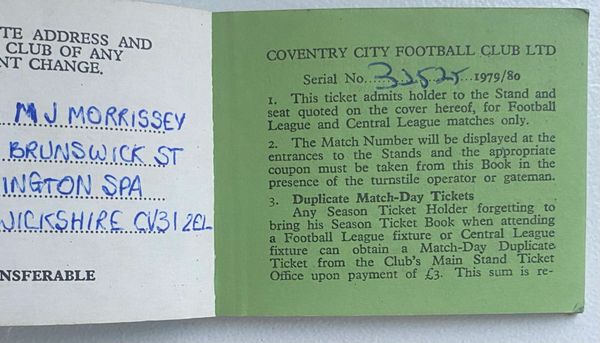 TE ADDRESS AND
CLUB OF ANY
NT CHANGE.
M J MORRISSEY
BRUNSWICK ST
INGTON SPA
WICKSHIRE CV31 2EL
NSFERABLE
COVENTRY CITY FOOTBALL CLUB LTD
Serial No. 32525 1979/80
1. This ticket admits holder to the Stand and
seat quoted on the cover hereof, for Football
League and Central League matches only.
2. The Match Number will be displayed at the
entrances to the Stands and the appropriate
coupon must be taken from this Book in the
presence of the turnstile operator or gateman.
3. Duplicate Match-Day Tickets
Any Season Ticket Holder forgetting to
bring his Season Ticket Book when attending
a Football League fixture or Central League
fixture can obtain a Match-Day Duplicate
Ticket from the Club's Main Stand Ticket
Office upon payment of £3. This sum is re-